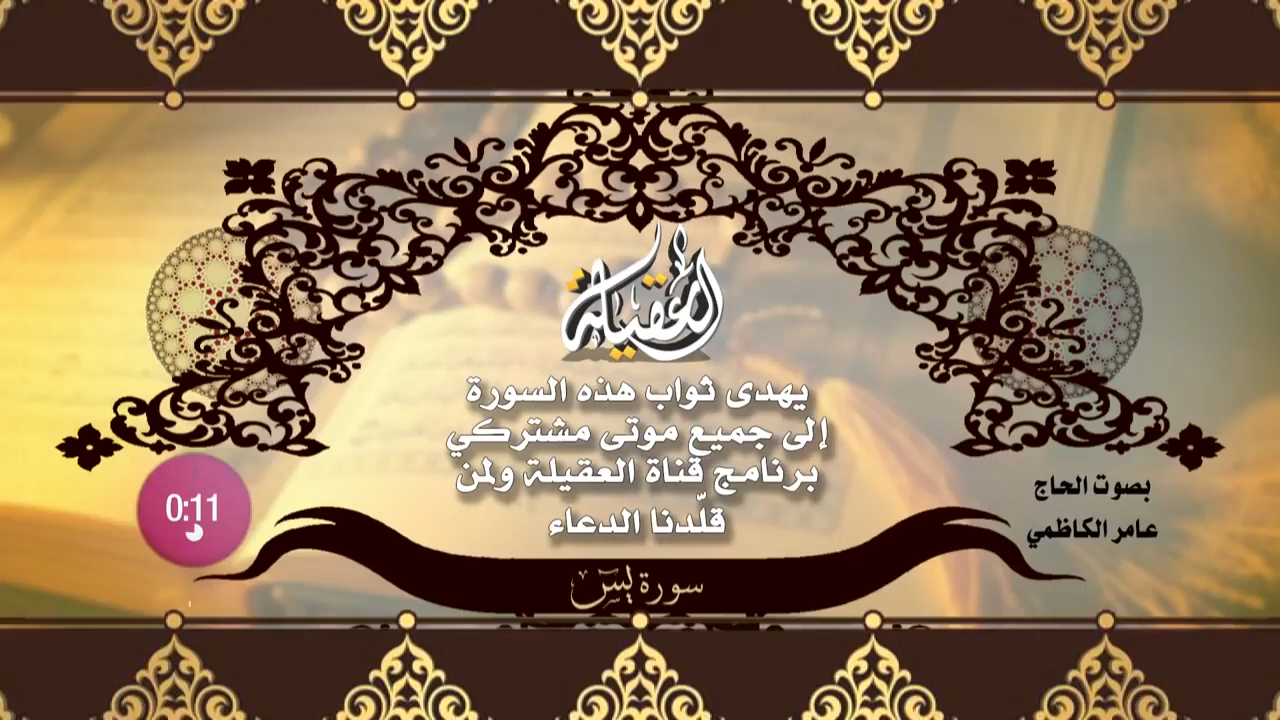 العقيلة
يهدى ثواب هذه السورة
إلى جميع موتى مشتركي
برنامج قناة العقيلة ولمن
قلّدنا الدعاء
بصوت الحاج
عامر الكاظمي
0:11
سورة يس